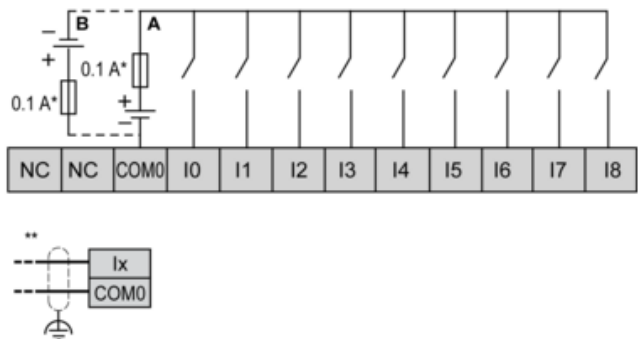 − B A
+ 0.1 A* +
0.1 A* −
NC NC COM0 I0 I1 I2 I3 I4 I5 I6 I7 I8
**
Ix
COM0